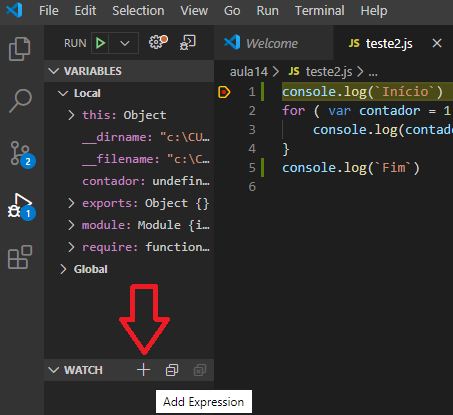 File Edit Selection View Go Run Terminal Help
RUN
Welcome
teste2.js
VARIABLES
aula14 > JS teste2.js > ...
Local
this: Object
__dirname: "c:\CU…
__filename: "c:\C…
contador: undefin…
exports: Object {}
module: Module {i…
require: function…
Global
1 console.log(`Início`)
2 for ( var contador = 1
3 console.log(contado
4 }
5 console.log(`Fim`)
6
2
1
WATCH
Add Expression